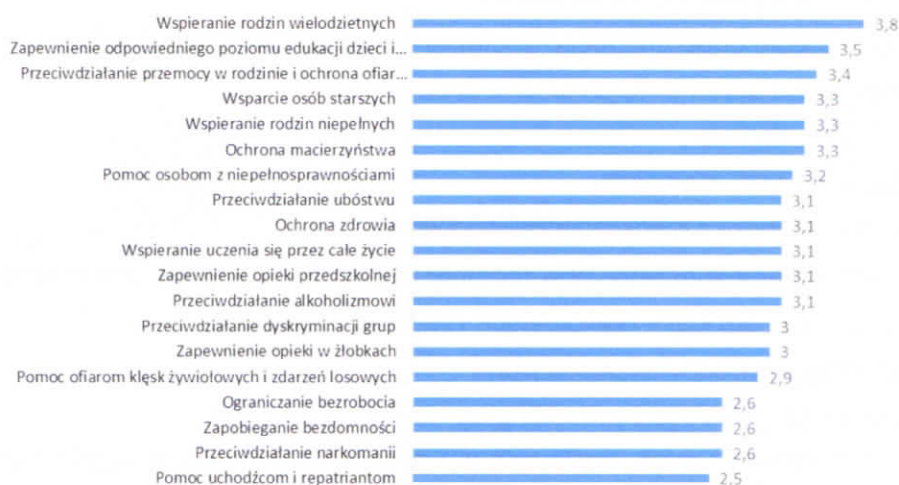 Wspieranie rodzin wielodzietnych 3,8
Zapewnienie odpowiedniego poziomu edukacji dzieci i... 3,5
Przeciwdziałanie przemocy w rodzinie i ochrona ofiar... 3,4
Wsparcie osób starszych 3,3
Wspieranie rodzin niepełnych 3,3
Ochrona macierzyństwa 3,3
Pomoc osobom z niepełnosprawnościami 3,2
Przeciwdziałanie ubóstwu 3,1
Ochrona zdrowia 3,1
Wspieranie uczenia się przez całe życie 3,1
Zapewnienie opieki przedszkolnej 3,1
Przeciwdziałanie alkoholizmowi 3,1
Przeciwdziałanie dyskryminacji grup 3
Zapewnienie opieki w żłobkach 3
Pomoc ofiarom klęsk żywiołowych i zdarzeń losowych 2,9
Ograniczanie bezrobocia 2,6
Zapobieganie bezdomności 2,6
Przeciwdziałanie narkomanii 2,6
Pomoc uchodźcom i repatriantom 2,5